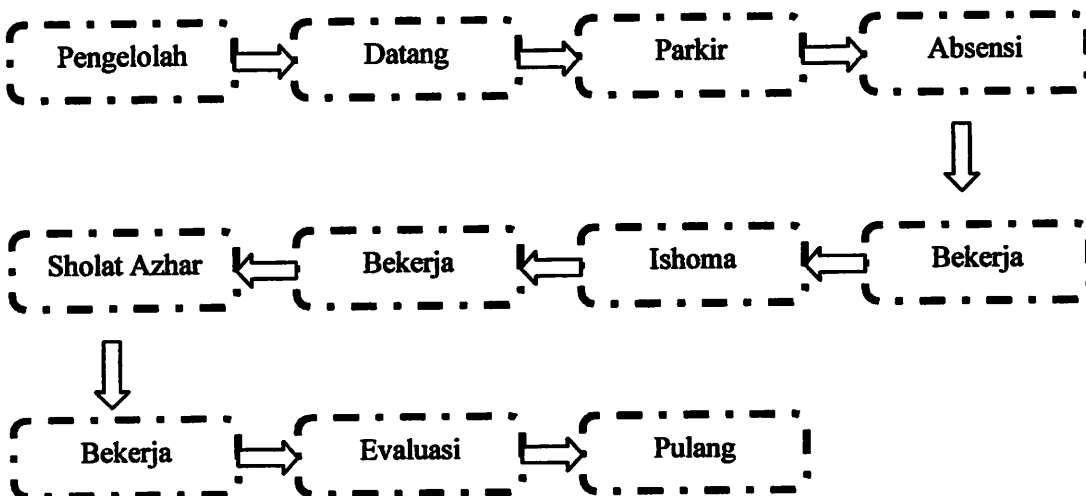 Pengelolah
Datang
Parkir
Absensi
Bekerja
Ishoma
Bekerja
Sholat Azhar
Bekerja
Evaluasi
Pulang